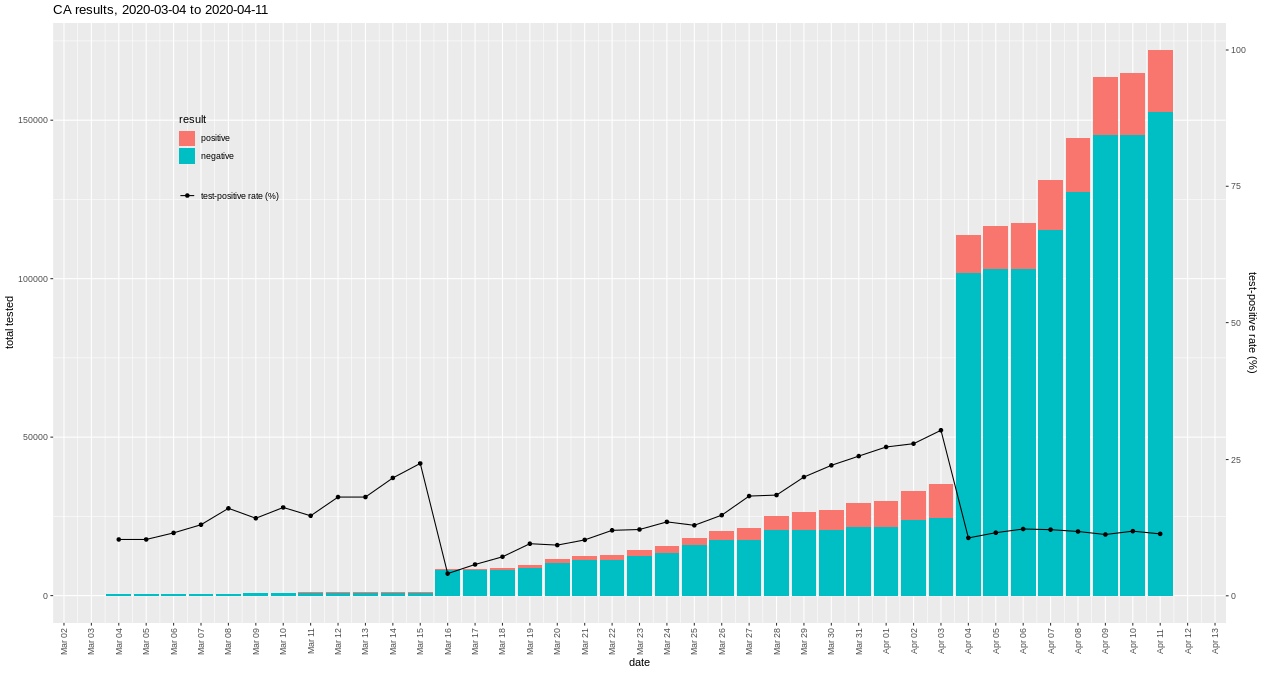 CA results, 2020-03-04 to 2020-04-11
total tested
150000
100000
50000
0
result
positive
negative
test-positive rate (%)
100
75
50
25
0
test-positive rate (%)
Mar 02
Mar 03
Mar 04
Mar 05
Mar 06
Mar 07
Mar 08
Mar 09
Mar 10
Mar 11
Mar 12
Mar 13
Mar 14
Mar 15
Mar 16
Mar 17
Mar 18
Mar 19
Mar 20
Mar 21
Mar 22
Mar 23
Mar 24
Mar 25
Mar 26
Mar 27
Mar 28
Mar 29
Mar 30
Mar 31
Apr 01
Apr 02
Apr 03
Apr 04
Apr 05
Apr 06
Apr 07
Apr 08
Apr 09
Apr 10
Apr 11
Apr 12
Apr 13
date